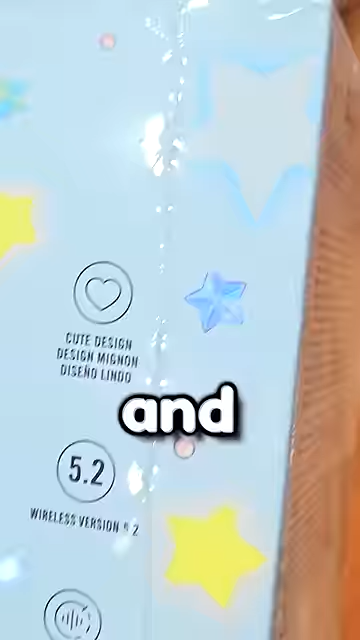 CUTE DESIGN
DESIGN MIGNON
DISEÑO LINDO
and
5.2
WIRELESS VERSION 5.2